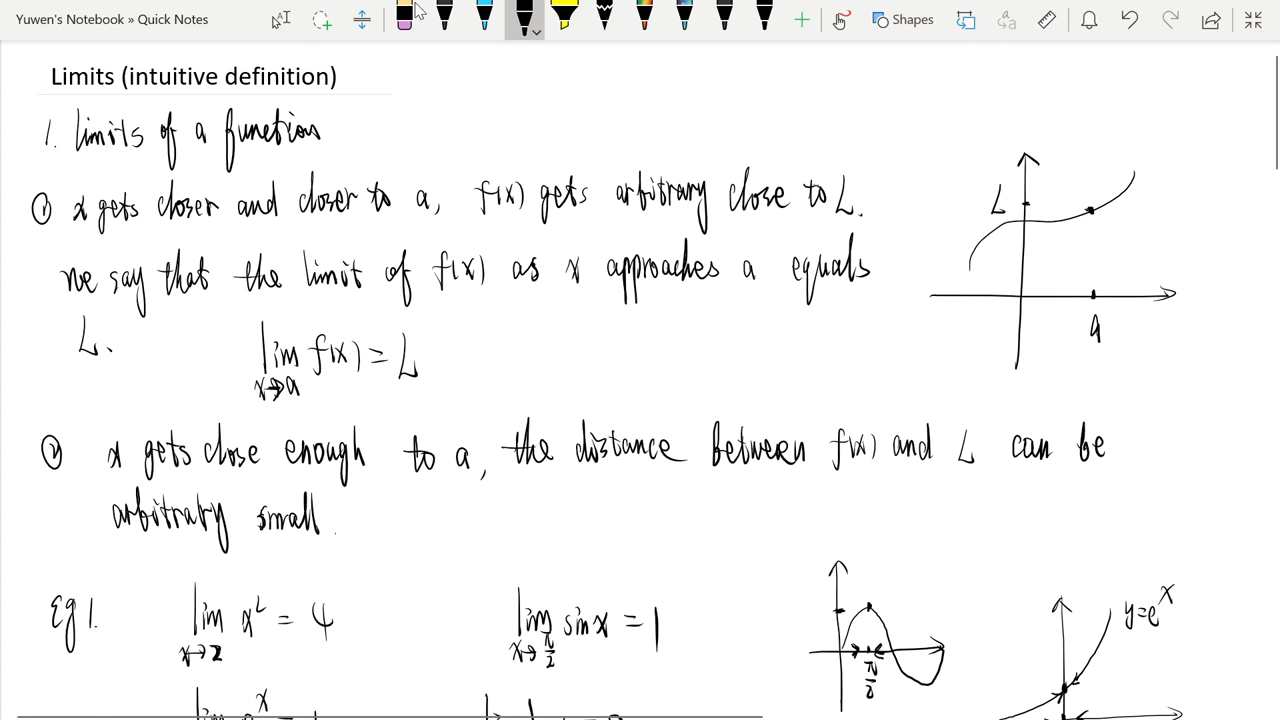 Yuwen's Notebook » Quick Notes
Shapes
Limits (intuitive definition)
1. limits of a function
① x gets closer and closer to a, f(x) gets arbitrary close to L.
we say that the limit of f(x) as x approaches a equals
L.
lim f(x) = L
x→a
L
a
② x gets close enough to a, the distance between f(x) and L can be
arbitrary small.
Eg 1. lim x² = 4 lim sin x = 1
x→2 x→π/2
y=e^x